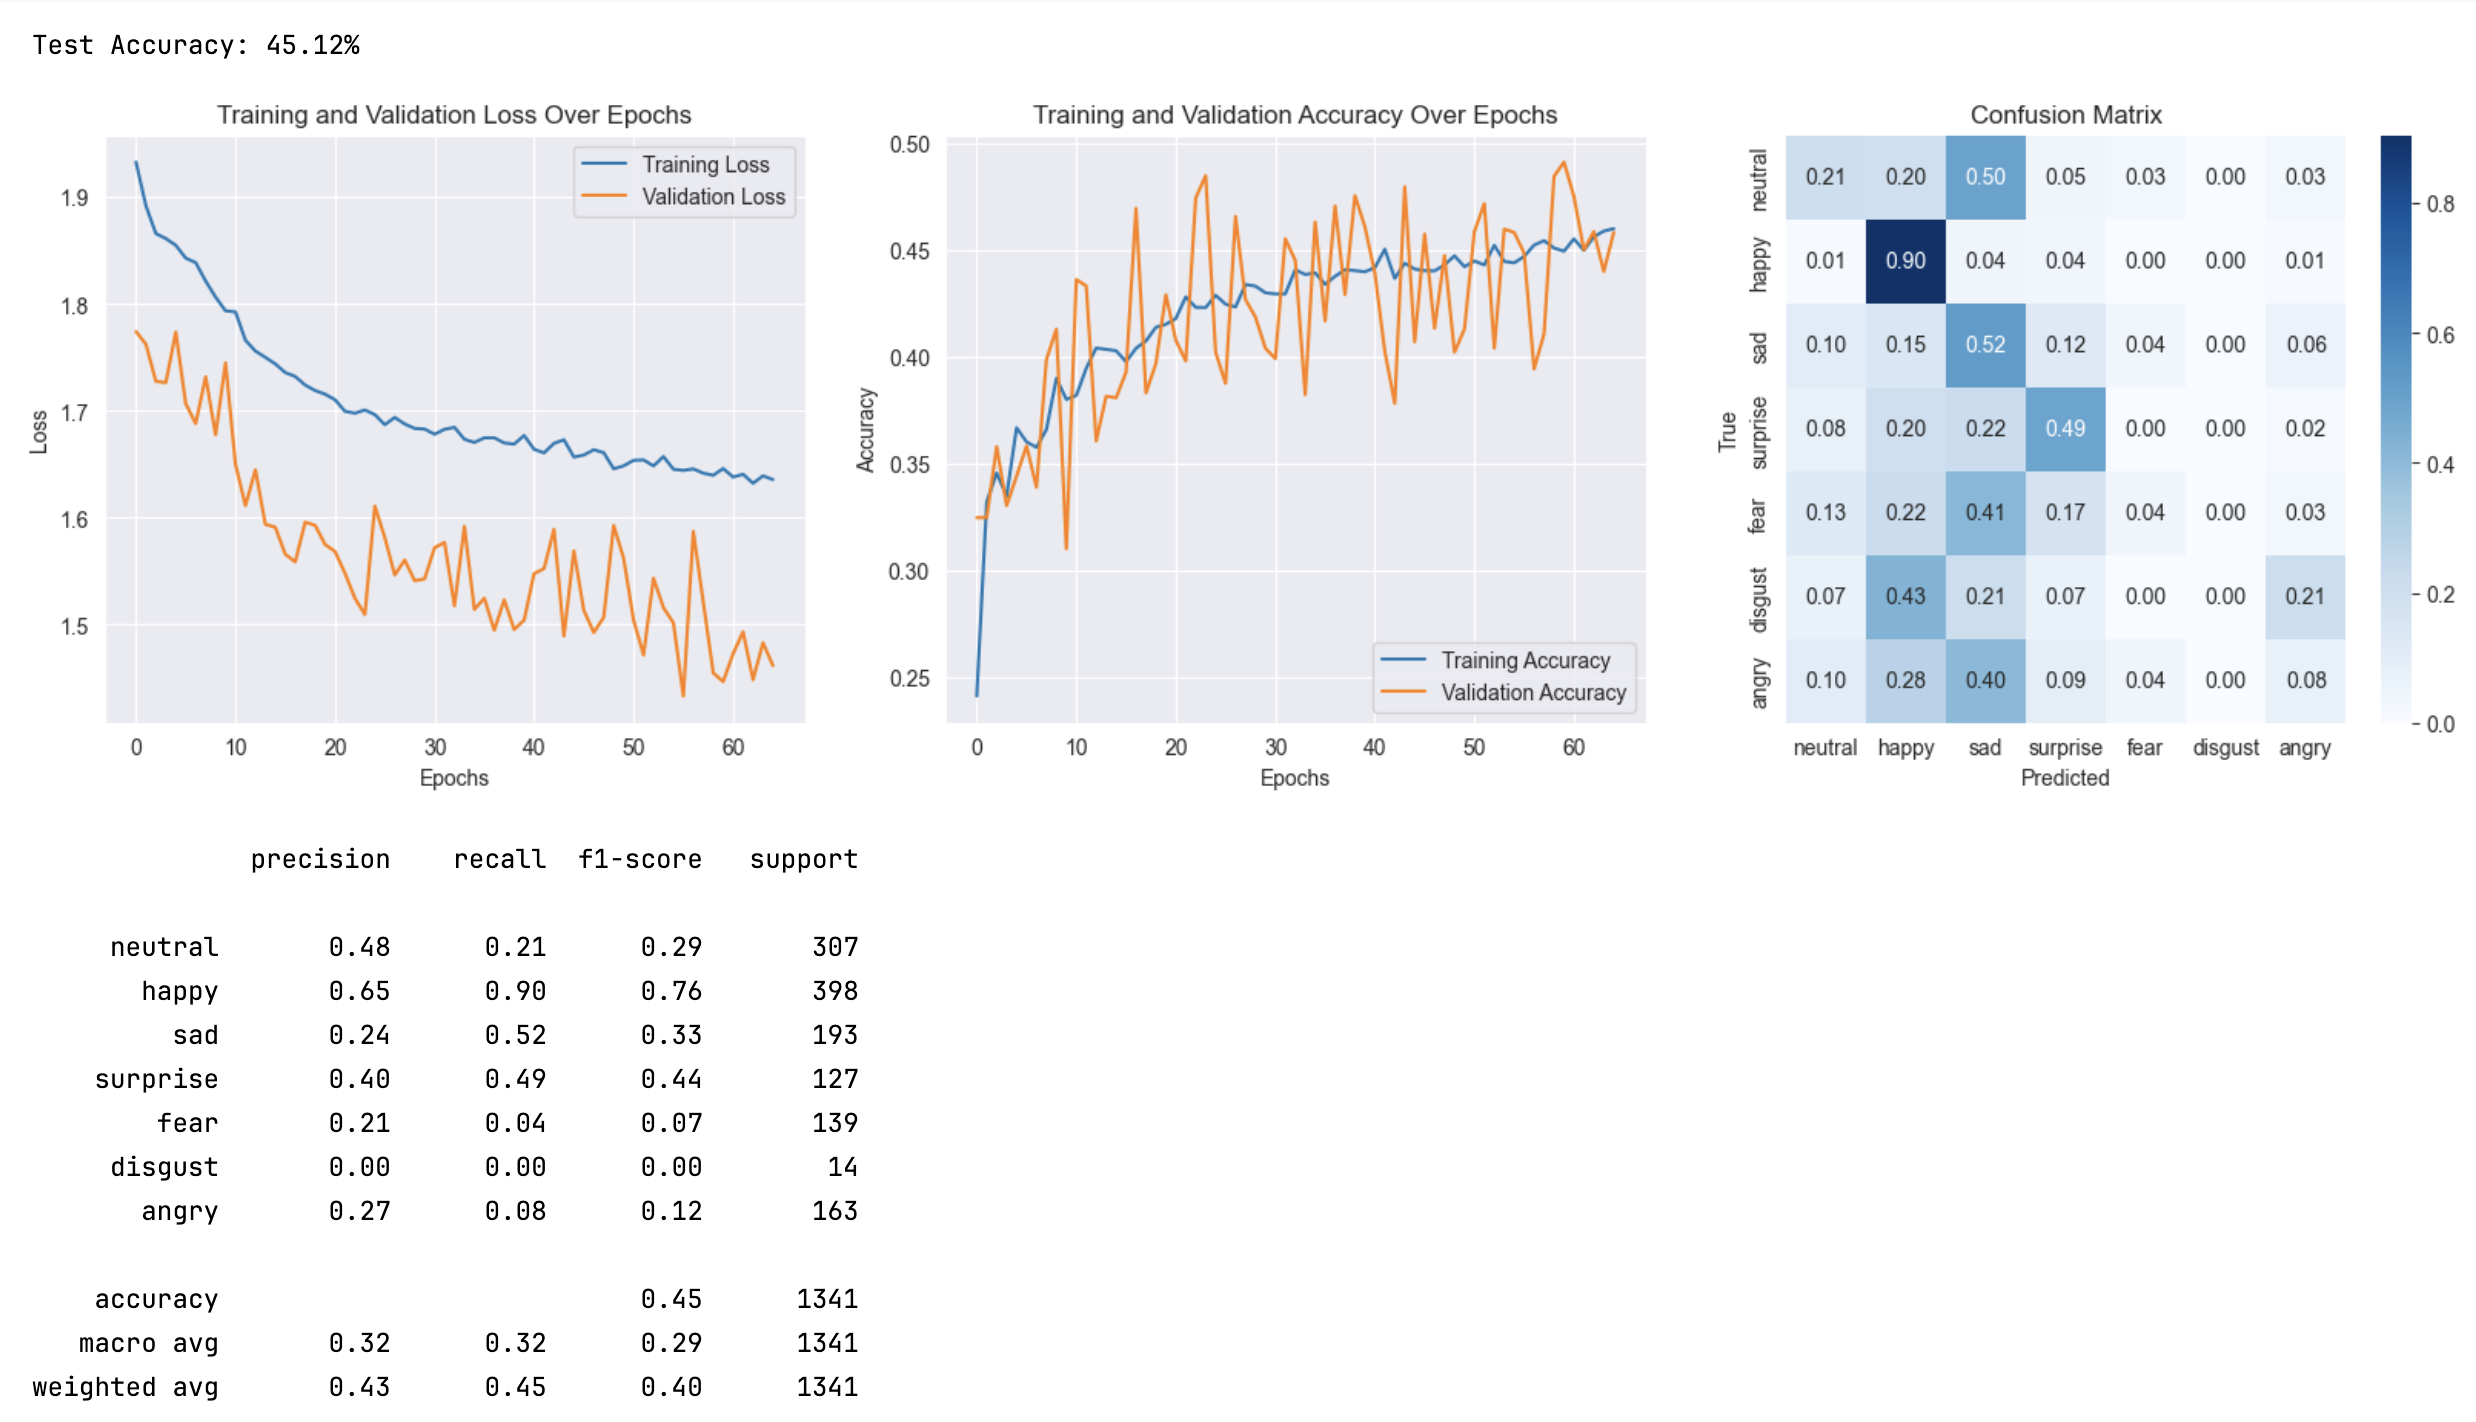 Test Accuracy: 45.12%
Training and Validation Loss Over Epochs
Training Loss
Validation Loss
1.9
1.8
1.7
1.6
1.5
Loss
0 10 20 30 40 50 60
Epochs
Training and Validation Accuracy Over Epochs
0.50
0.45
0.40
0.35
0.30
0.25
Accuracy
Training Accuracy
Validation Accuracy
0 10 20 30 40 50 60
Epochs
Confusion Matrix
True
neutral 0.21 0.20 0.50 0.05 0.03 0.00 0.03
happy 0.01 0.90 0.04 0.04 0.00 0.00 0.01
sad 0.10 0.15 0.52 0.12 0.04 0.00 0.06
surprise 0.08 0.20 0.22 0.49 0.00 0.00 0.02
fear 0.13 0.22 0.41 0.17 0.04 0.00 0.03
disgust 0.07 0.43 0.21 0.07 0.00 0.00 0.21
angry 0.10 0.28 0.40 0.09 0.04 0.00 0.08
neutral happy sad surprise fear disgust angry
Predicted
0.8
0.6
0.4
0.2
0.0
precision recall f1-score support
neutral 0.48 0.21 0.29 307
happy 0.65 0.90 0.76 398
sad 0.24 0.52 0.33 193
surprise 0.40 0.49 0.44 127
fear 0.21 0.04 0.07 139
disgust 0.00 0.00 0.00 14
angry 0.27 0.08 0.12 163
accuracy 0.45 1341
macro avg 0.32 0.32 0.29 1341
weighted avg 0.43 0.45 0.40 1341